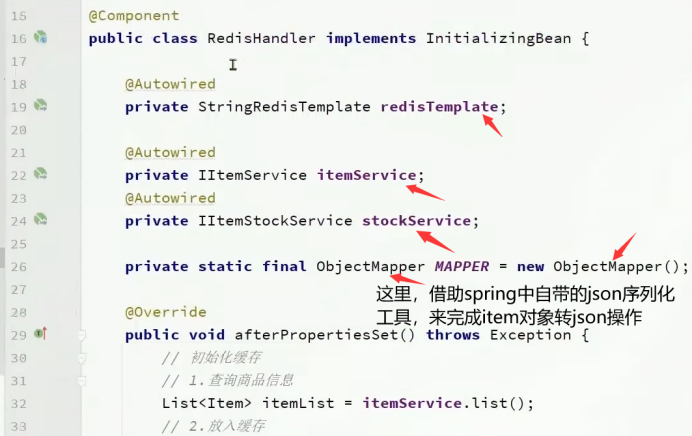 15 @Component
16 public class RedisHandler implements InitializingBean {
17
18 @Autowired
19 private StringRedisTemplate redisTemplate;
20
21 @Autowired
22 private IItemService itemService;
23 @Autowired
24 private IItemStockService stockService;
25
26 private static final ObjectMapper MAPPER = new ObjectMapper();
27 这里，借助spring中自带的json序列化
工具，来完成item对象转json操作
28 @Override
29 public void afterPropertiesSet() throws Exception {
30 // 初始化缓存
31 // 1.查询商品信息
32 List<Item> itemList = itemService.list();
33 // 2.放入缓存